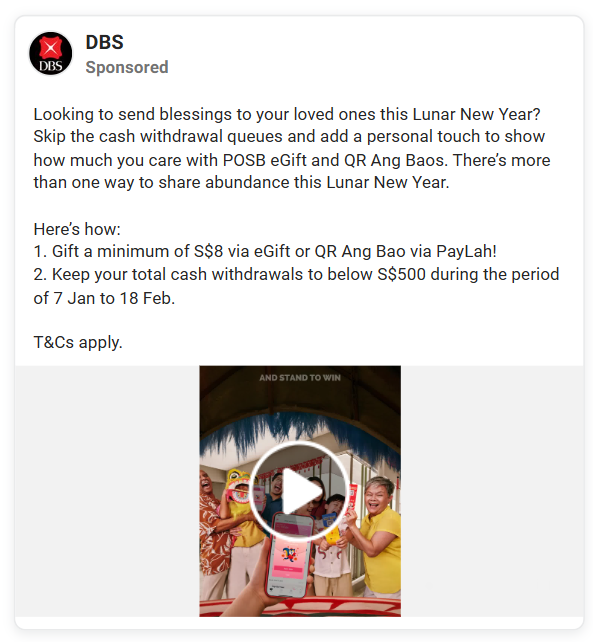 DBS
Sponsored
DBS
Looking to send blessings to your loved ones this Lunar New Year?
Skip the cash withdrawal queues and add a personal touch to show
how much you care with POSB eGift and QR Ang Baos. There’s more
than one way to share abundance this Lunar New Year.
Here’s how:
1. Gift a minimum of S$8 via eGift or QR Ang Bao via PayLah!
2. Keep your total cash withdrawals to below S$500 during the period
of 7 Jan to 18 Feb.
T&Cs apply.
AND STAND TO WIN